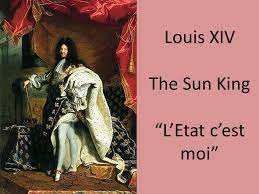 Louis XIV
The Sun King
“L’Etat c’est
moi”